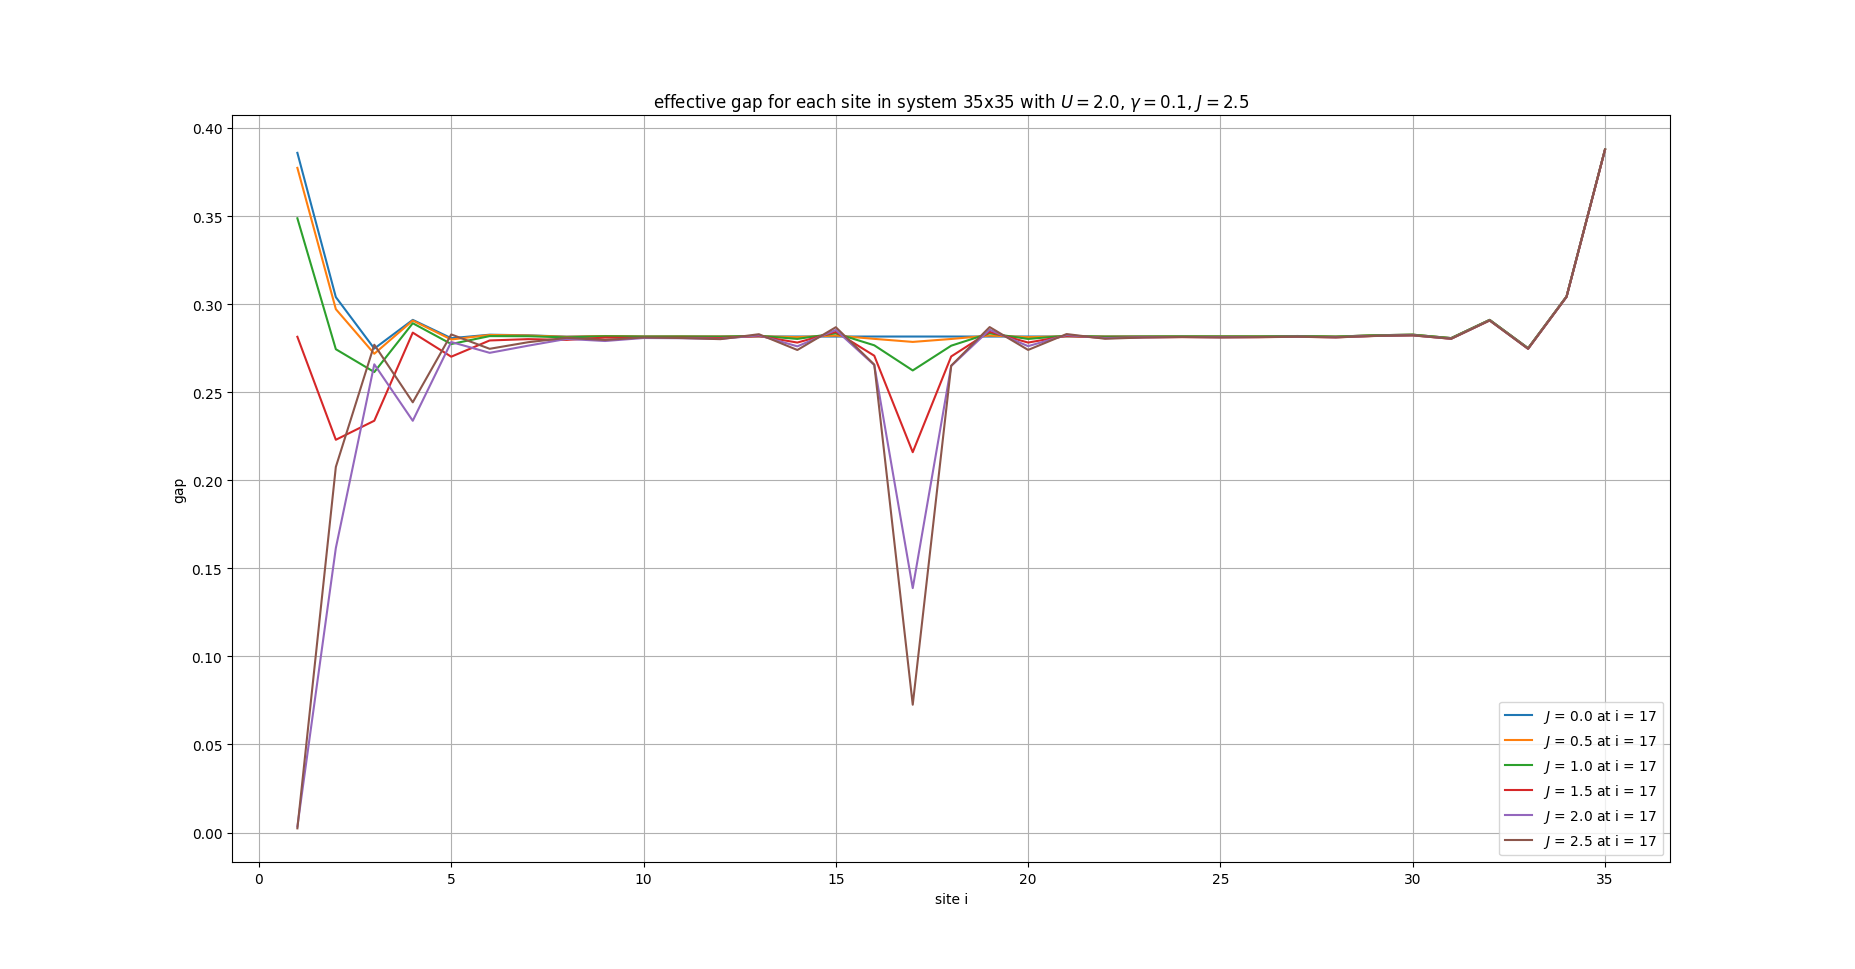 effective gap for each site in system 35x35 with U = 2.0, γ = 0.1, J = 2.5
0.40
0.35
0.30
0.25
0.20
0.15
0.10
0.05
0.00
gap
0 5 10 15 20 25 30 35
site i
J = 0.0 at i = 17
J = 0.5 at i = 17
J = 1.0 at i = 17
J = 1.5 at i = 17
J = 2.0 at i = 17
J = 2.5 at i = 17